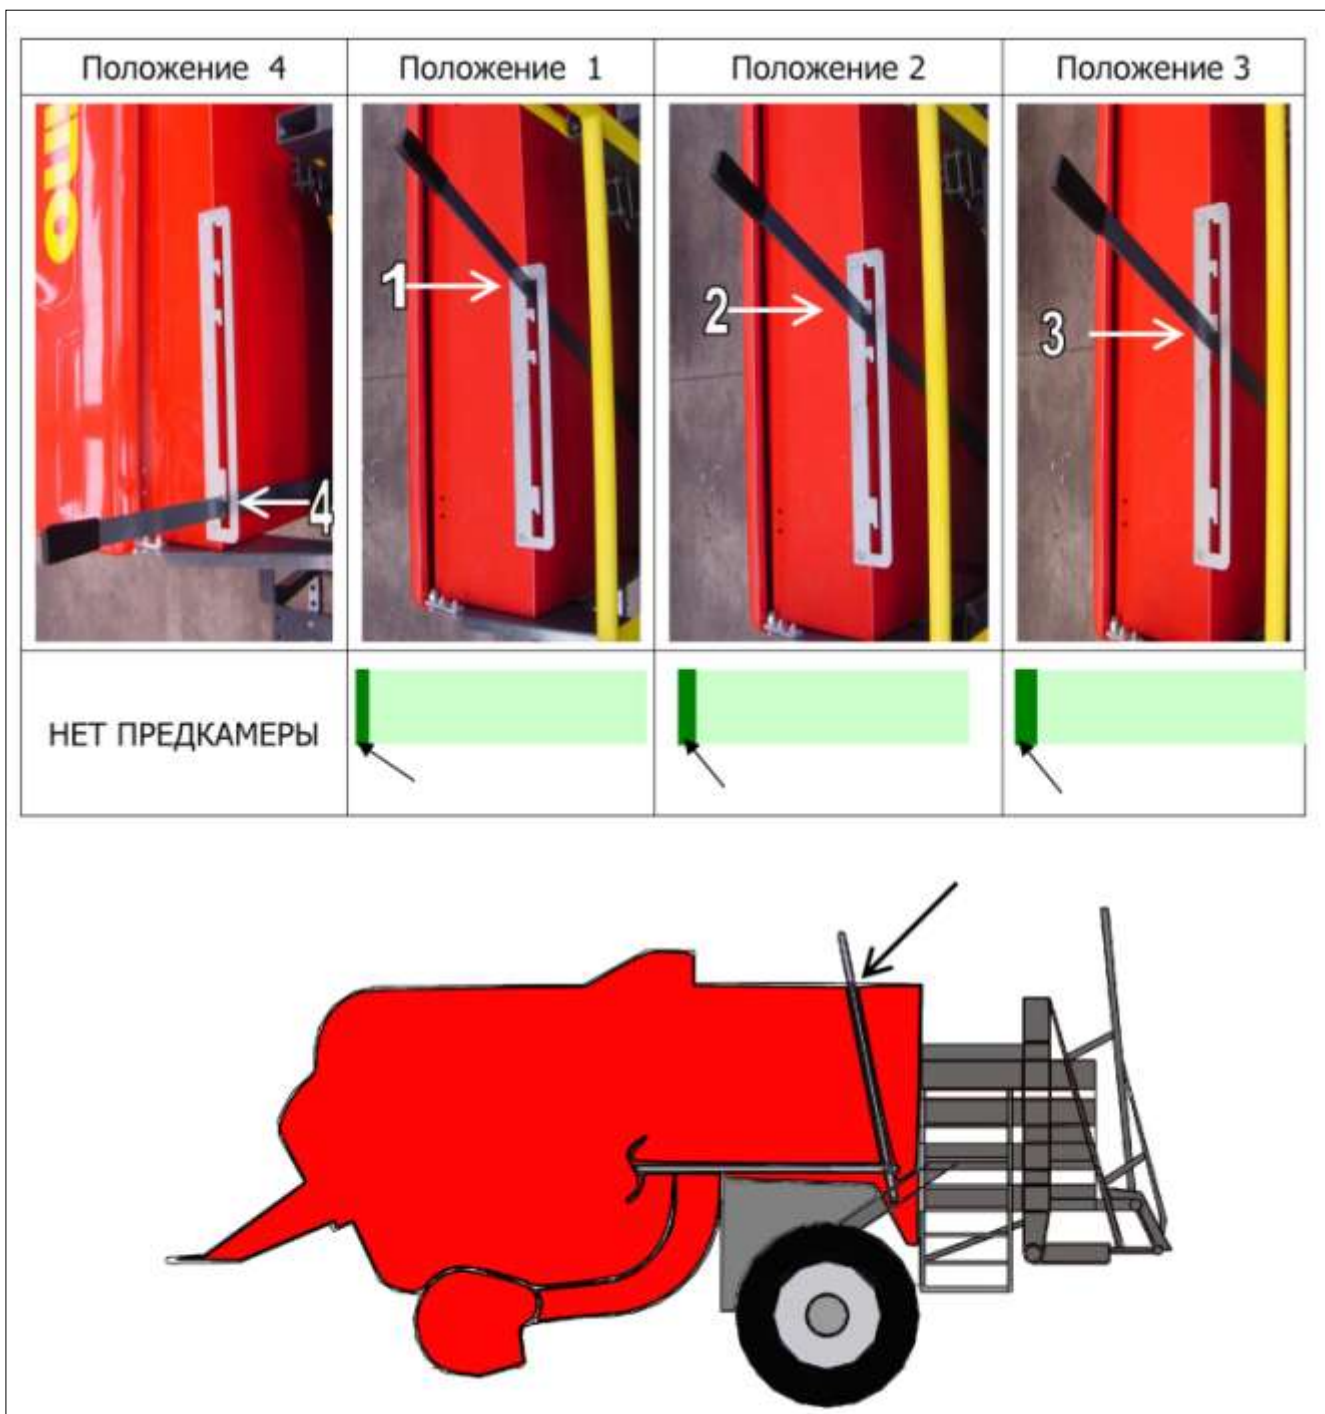 Положение 4
Положение 1
Положение 2
Положение 3
1
2
3
4
НЕТ ПРЕДКАМЕРЫ